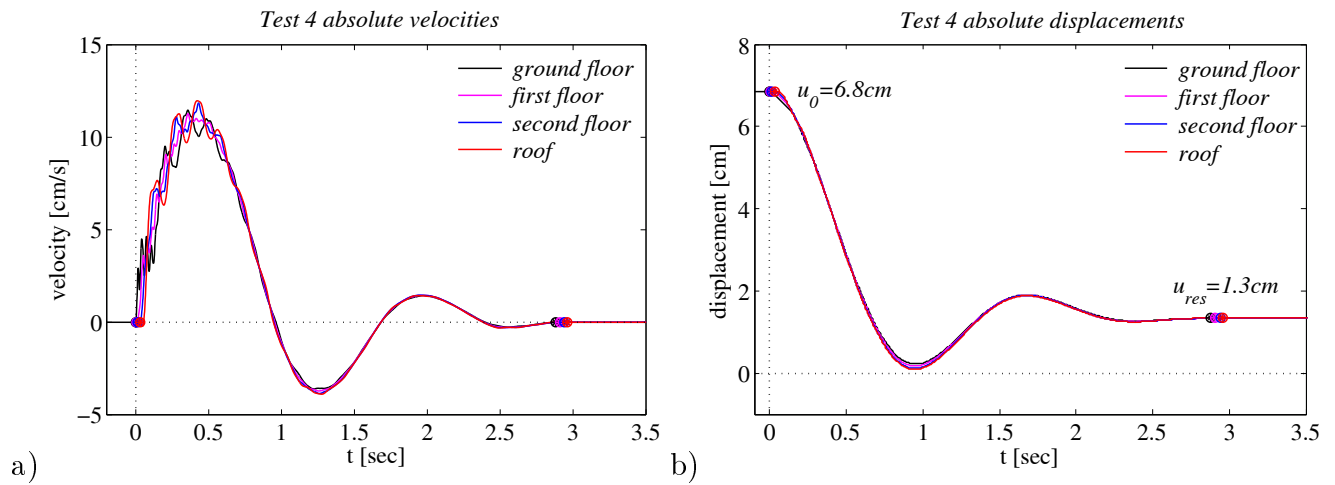 Test 4 absolute velocities
15
10
5
0
−5
velocity [cm/s]
ground floor
first floor
second floor
roof
0 0.5 1 1.5 2 2.5 3 3.5
t [sec]
a)
Test 4 absolute displacements
8
6
4
2
0
displacement [cm]
u0=6.8cm
ground floor
first floor
second floor
roof
ures=1.3cm
0 0.5 1 1.5 2 2.5 3 3.5
t [sec]
b)